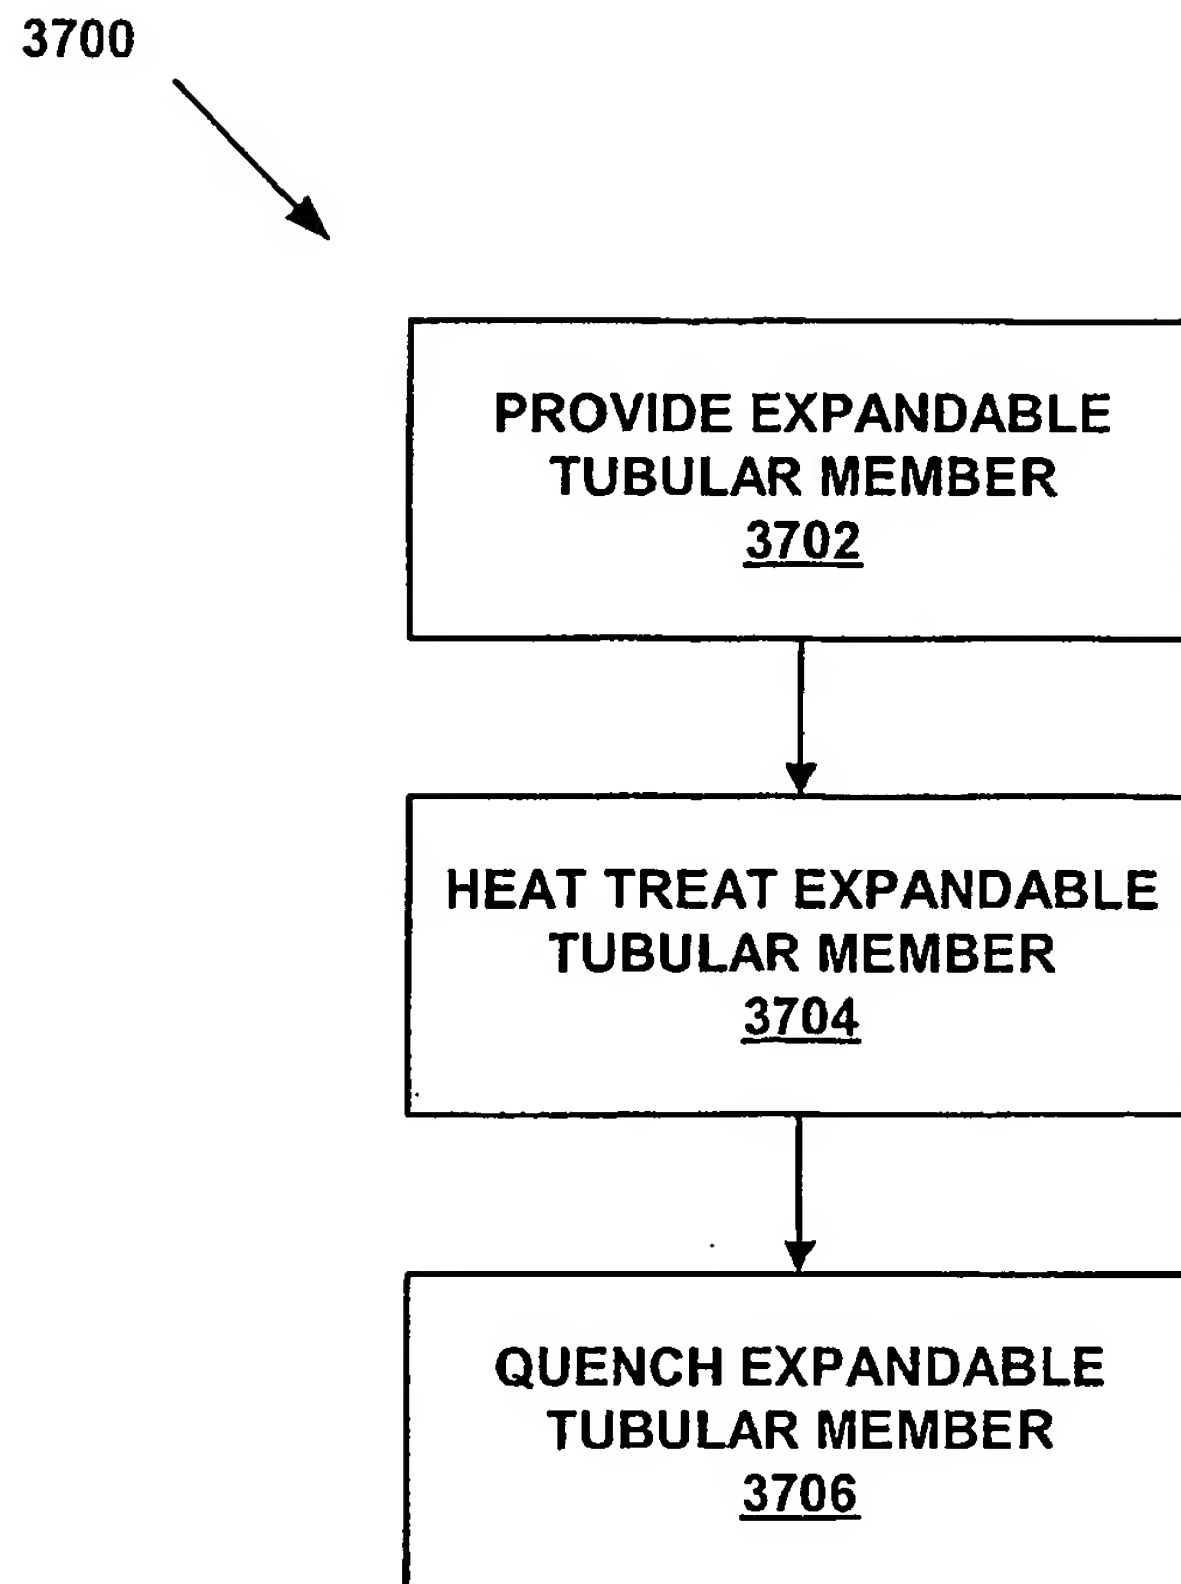 3700
PROVIDE EXPANDABLE
TUBULAR MEMBER
3702
HEAT TREAT EXPANDABLE
TUBULAR MEMBER
3704
QUENCH EXPANDABLE
TUBULAR MEMBER
3706